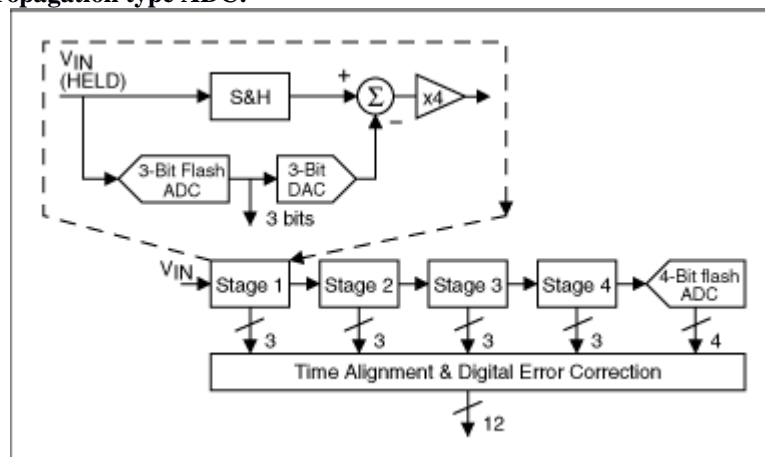 ropagation type ADC.
VIN
(HELD)
S&H
+
Σ
−
x4
3-Bit Flash
ADC
3-Bit
DAC
3 bits
VIN
Stage 1
Stage 2
Stage 3
Stage 4
4-Bit flash
ADC
3
3
3
3
4
Time Alignment & Digital Error Correction
12